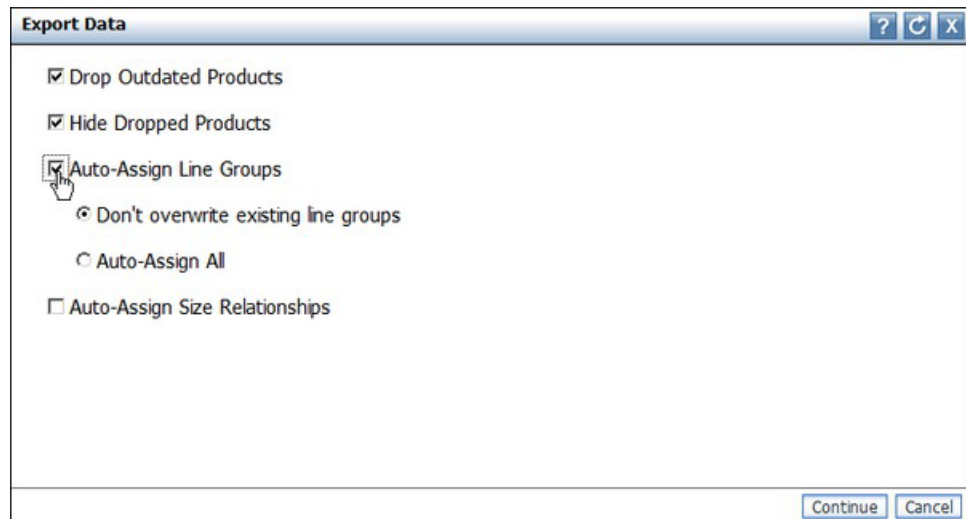 Export Data
? C X
Drop Outdated Products
Hide Dropped Products
Auto-Assign Line Groups
Don't overwrite existing line groups
Auto-Assign All
Auto-Assign Size Relationships
Continue Cancel